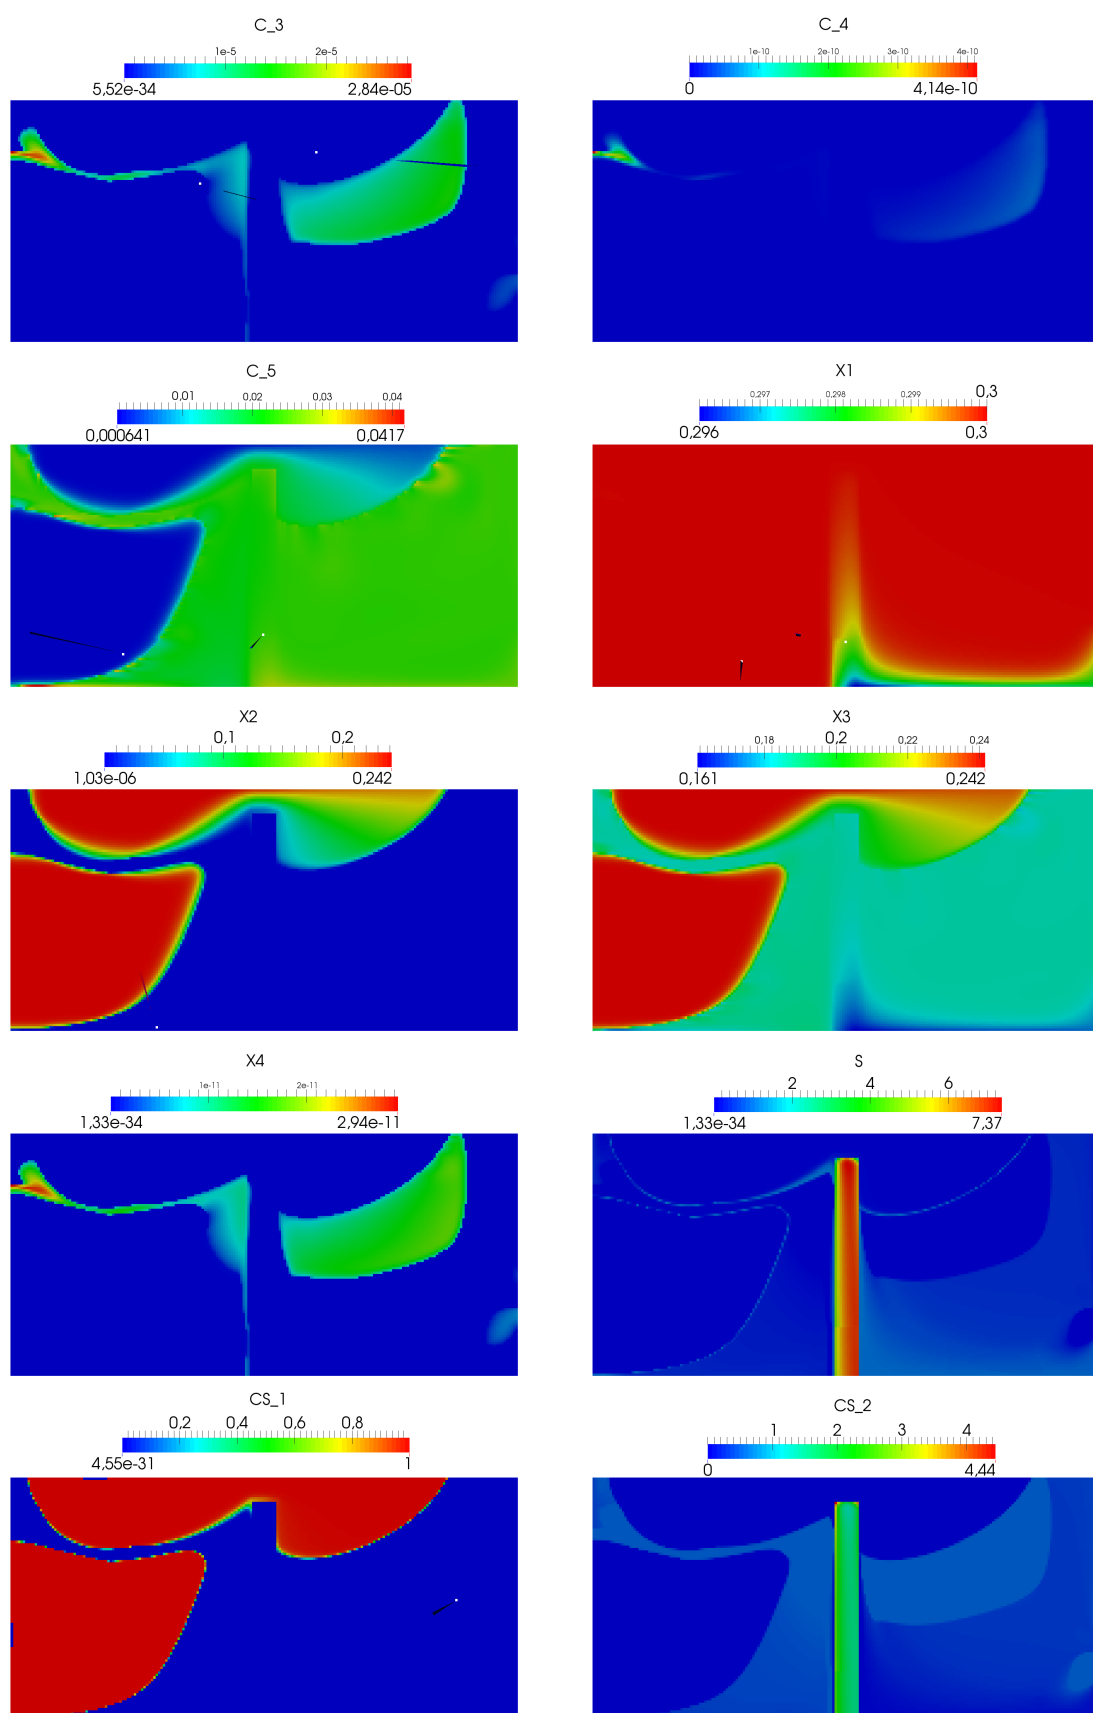 C_3
1e-5 2e-5
5,52e-34 2,84e-05
C_4
1e-10 2e-10 3e-10 4e-10
0 4,14e-10
C_5
0,01 0,02 0,03 0,04
0,000641 0,0417
X1
0,3
0,297 0,298 0,299
0,296 0,3
X2
0,1 0,2
1,03e-06 0,242
X3
0,18 0,2 0,22 0,24
0,161 0,242
X4
1e-11 2e-11
1,33e-34 2,94e-11
S
2 4 6
1,33e-34 7,37
CS_1
0,2 0,4 0,6 0,8
4,55e-31 1
CS_2
1 2 3 4
0 4,44